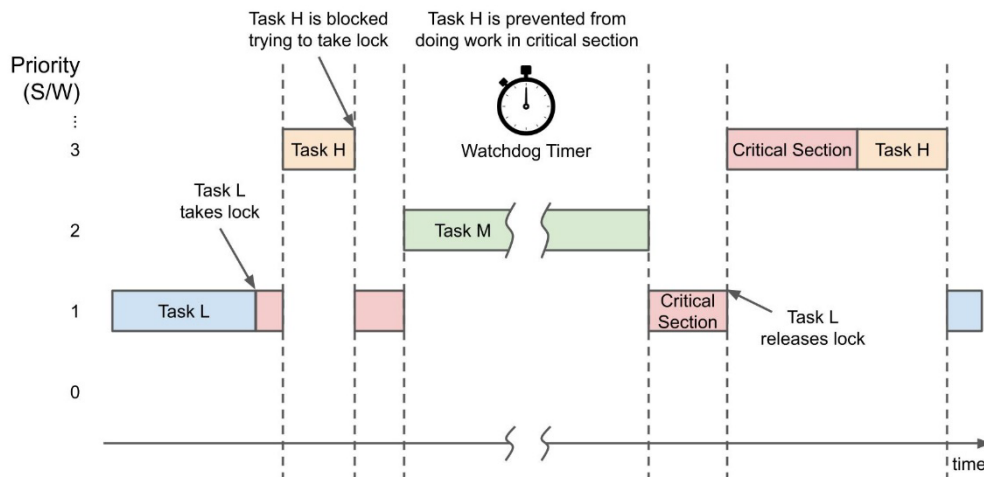 Task H is blocked
trying to take lock
Task H is prevented from
doing work in critical section
Priority
(S/W)
⋮
3
Task H
Watchdog Timer
Critical Section
Task H
Task L
takes lock
2
Task M
1
Task L
Critical
Section
Task L
releases lock
0
time